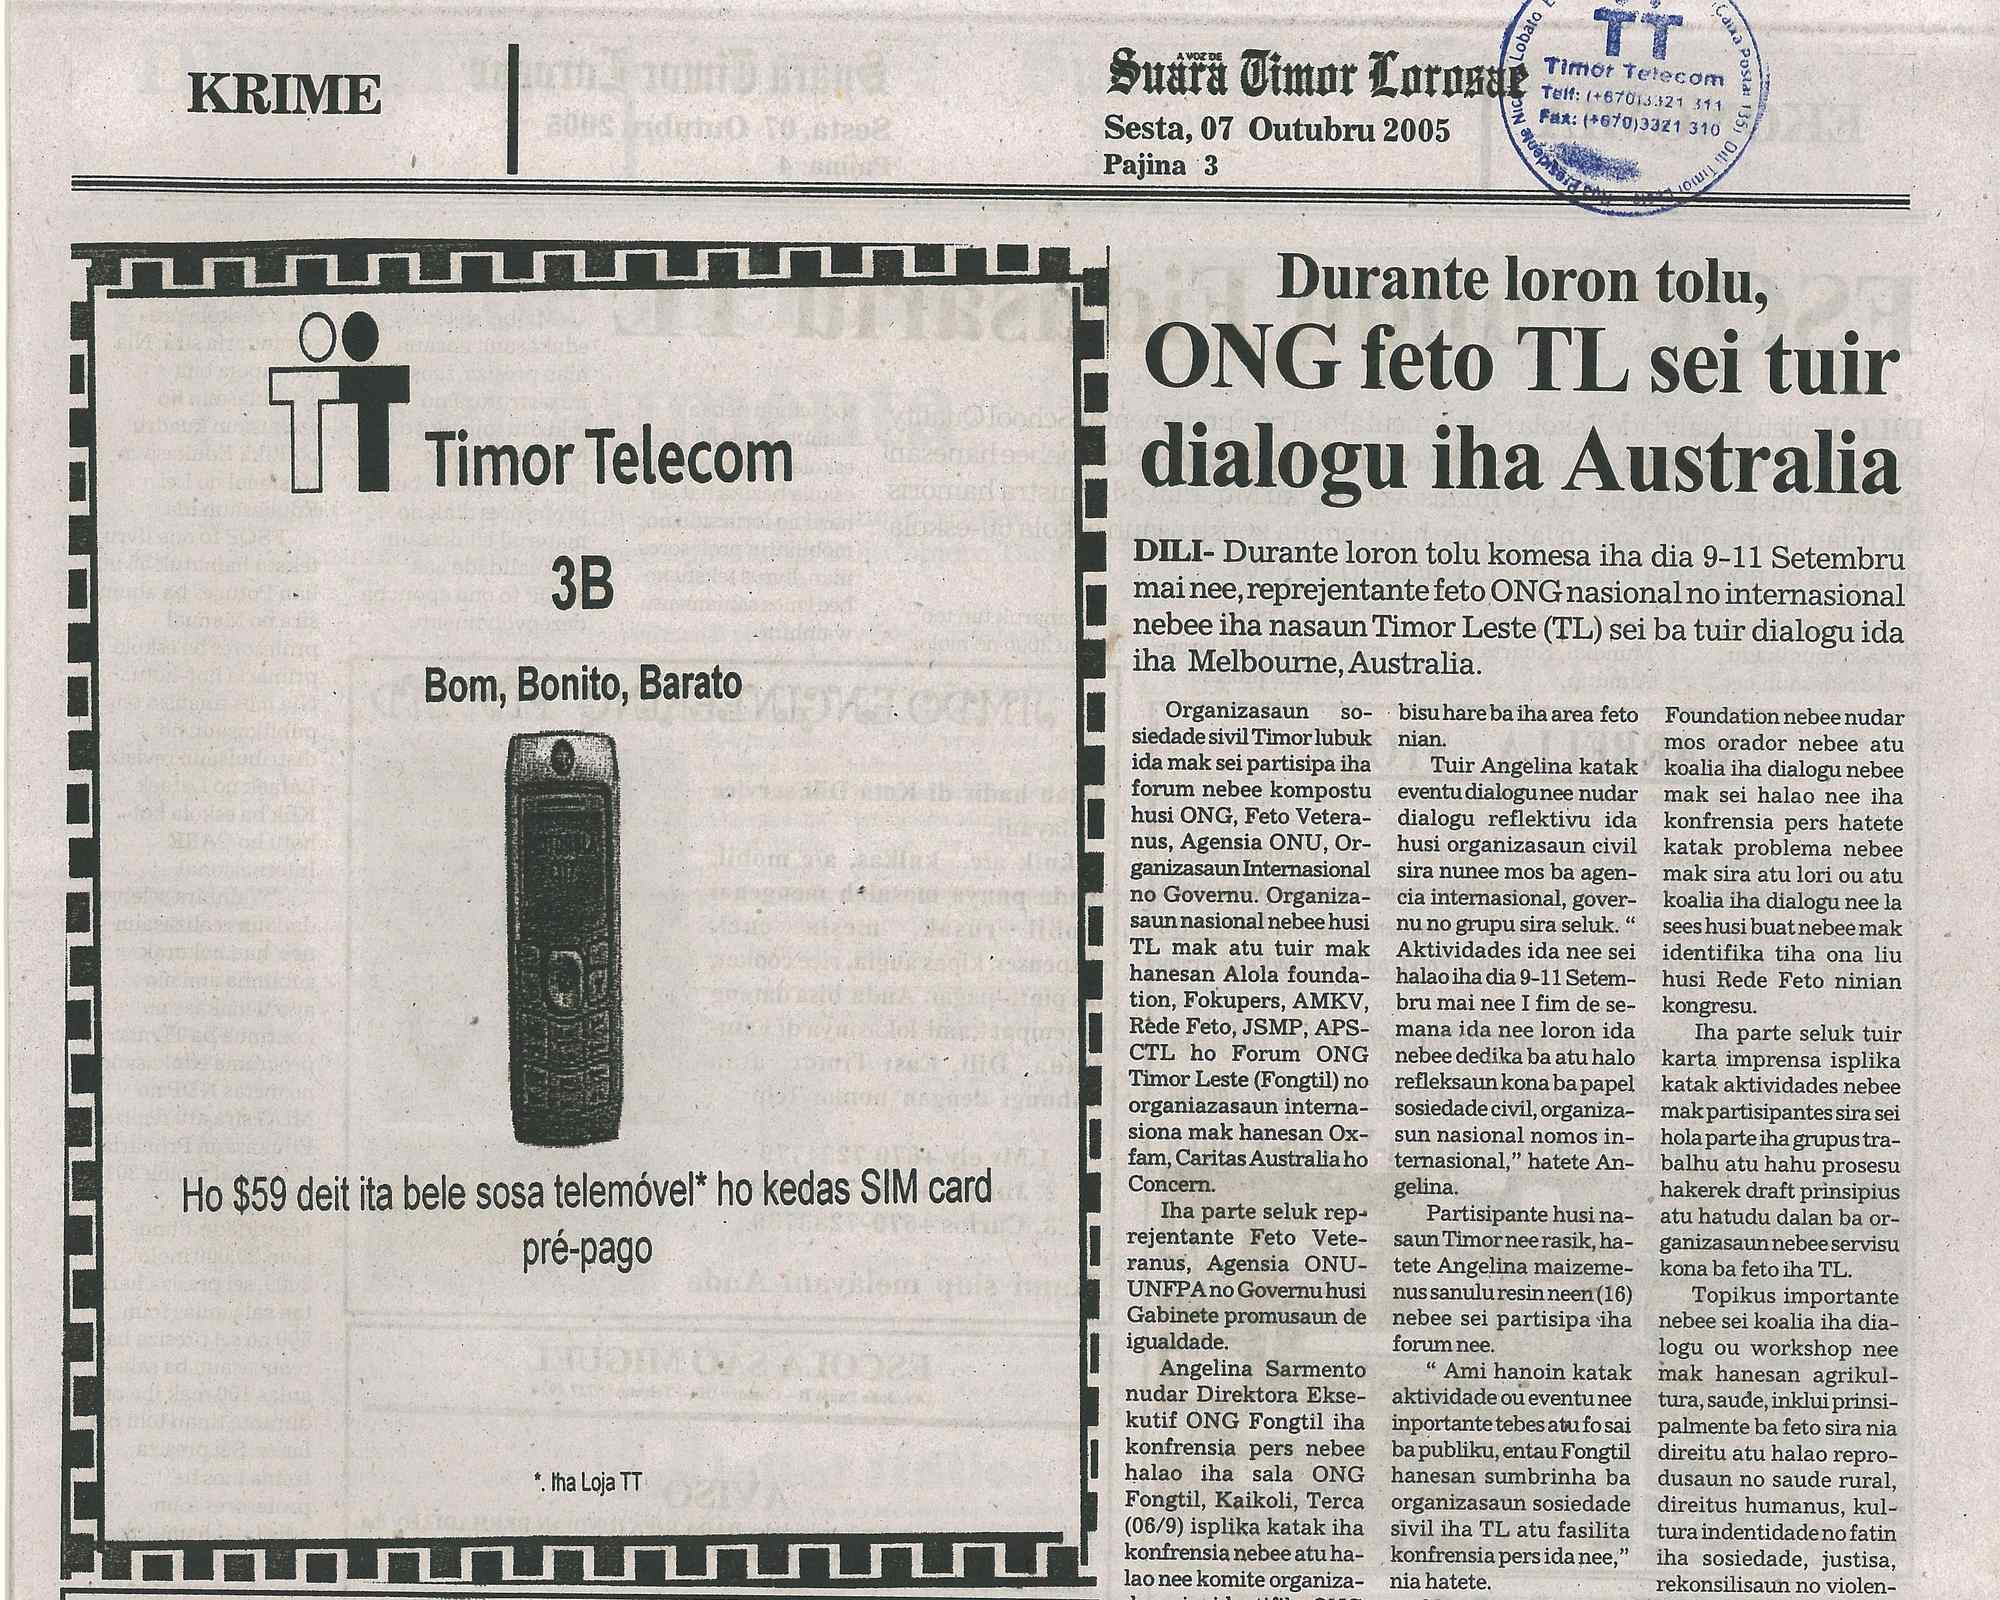 KRIME
A VOZ DE
Suara Timor Lorosae
Sesta, 07 Outubru 2005
Pajina 3
TT
Timor Telecom
Telf: (+670)3321 311
Fax: (+670)3321 310
Timor Telecom
3B
Bom, Bonito, Barato
Ho $59 deit ita bele sosa telemóvel* ho kedas SIM card
pré-pago
*. Iha Loja TT
Durante loron tolu,
ONG feto TL sei tuir
dialogu iha Australia
DILI- Durante loron tolu komesa iha dia 9-11 Setembru
mai nee, reprejentante feto ONG nasional no internasional
nebee iha nasaun Timor Leste (TL) sei ba tuir dialogu ida
iha Melbourne, Australia.
Organizasaun so-
siedade sivil Timor lubuk
ida mak sei partisipa iha
forum nebee kompostu
husi ONG, Feto Vetera-
nus, Agensia ONU, Or-
ganizasaun Internasional
no Governu. Organiza-
saun nasional nebee husi
TL mak atu tuir mak
hanesan Alola founda-
tion, Fokupers, AMKV,
Rede Feto, JSMP, APS-
CTL ho Forum ONG
Timor Leste (Fongtil) no
organiazasaun interna-
siona mak hanesan Ox-
fam, Caritas Australia ho
Concern.
Iha parte seluk rep-
rejentante Feto Vete-
ranus, Agensia ONU-
UNFPA no Governu husi
Gabinete promusaun de
igualdade.
Angelina Sarmento
nudar Direktora Ekse-
kutif ONG Fongtil iha
konfrensia pers nebee
halao iha sala ONG
Fongtil, Kaikoli, Terca
(06/9) isplika katak iha
konfrensia nebee atu ha-
lao nee komite organiza-
bisu hare ba iha area feto
nian.
Tuir Angelina katak
eventu dialogu nee nudar
dialogu reflektivu ida
husi organizasaun civil
sira nunee mos ba agen-
cia internasional, gover-
nu no grupu sira seluk. "
Aktividades ida nee sei
halao iha dia 9-11 Setem-
bru mai nee I fim de se-
mana ida nee loron ida
nebee dedika ba atu halo
refleksaun kona ba papel
sosiedade civil, organiza-
sun nasional nomos in-
ternasional," hatete An-
gelina.
Partisipante husi na-
saun Timor nee rasik, ha-
tete Angelina maizeme-
nus sanulu resin neen (16)
nebee sei partisipa iha
forum nee.
" Ami hanoin katak
aktividade ou eventu nee
inportante tebes atu fo sai
ba publiku, entau Fongtil
hanesan sumbrinha ba
organizasaun sosiedade
sivil iha TL atu fasilita
konfrensia pers ida nee,"
nia hatete.
Foundation nebee nudar
mos orador nebee atu
koalia iha dialogu nebee
mak sei halao nee iha
konfrensia pers hatete
katak problema nebee
mak sira atu lori ou atu
koalia iha dialogu nee la
sees husi buat nebee mak
identifika tiha ona liu
husi Rede Feto ninian
kongresu.
Iha parte seluk tuir
karta imprensa isplika
katak aktividades nebee
mak partisipantes sira sei
hola parte iha grupus tra-
balhu atu hahu prosesu
hakerek draft prinsipius
atu hatudu dalan ba or-
ganizasaun nebee servisu
kona ba feto iha TL.
Topikus importante
nebee sei koalia iha dia-
logu ou workshop nee
mak hanesan agrikul-
tura, saude, inklui prinsi-
palmente ba feto sira nia
direitu atu halao repro-
dusaun no saude rural,
direitus humanus, kul-
tura indentidade no fatin
iha sosiedade, justisa,
rekonsilisaun no violen-